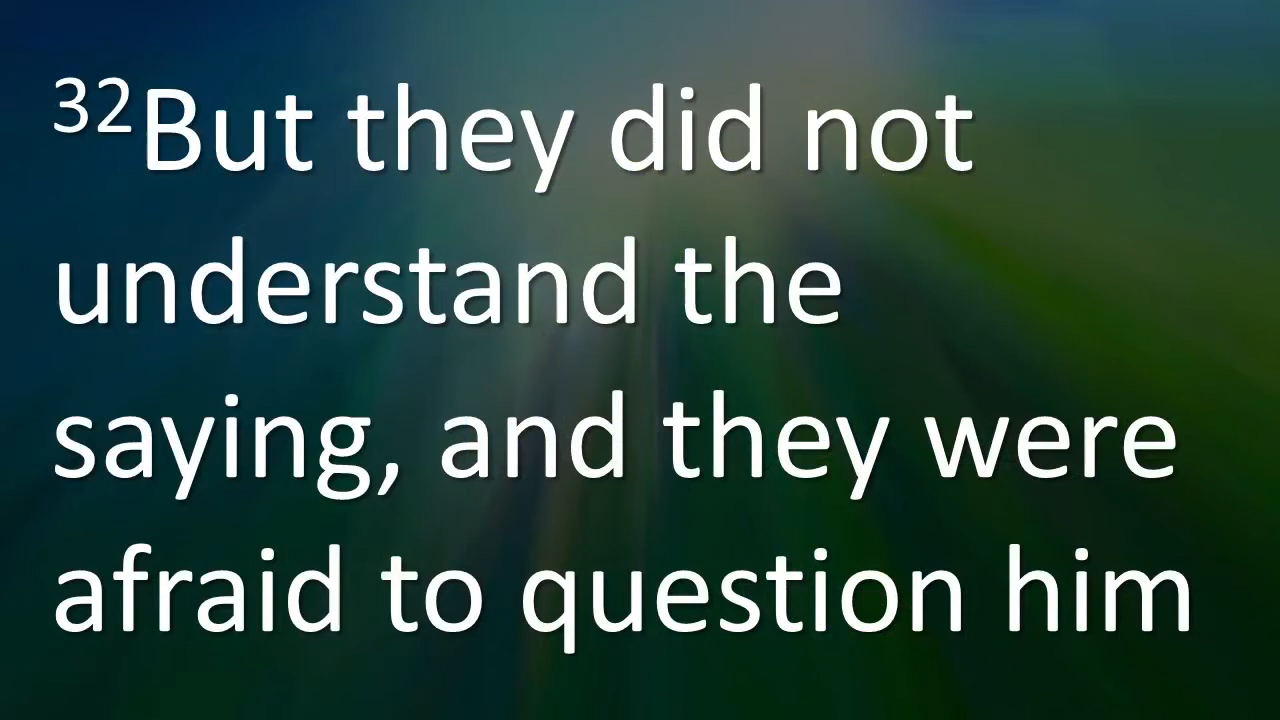 32But they did not
understand the
saying, and they were
afraid to question him